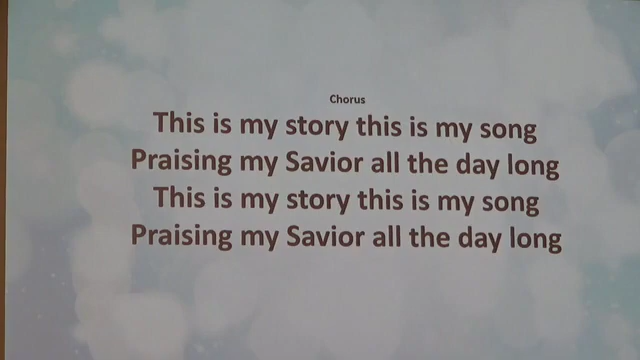 Chorus
This is my story this is my song
Praising my Savior all the day long
This is my story this is my song
Praising my Savior all the day long